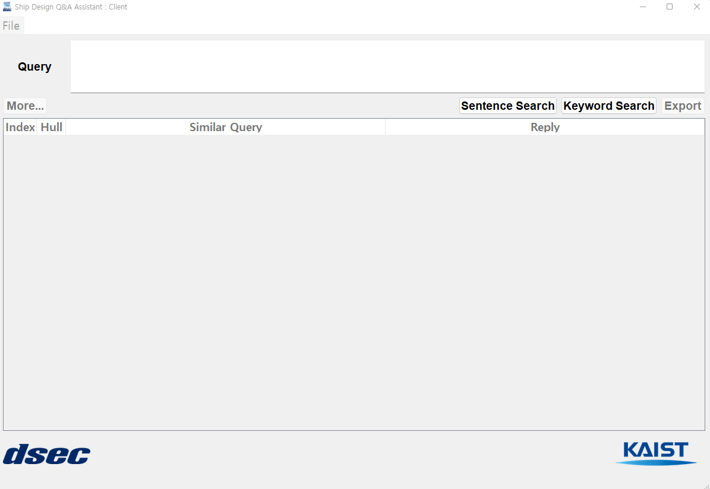 Ship Design Q&A Assistant : Client
File
Query
More...
Sentence Search Keyword Search Export
Index Hull Similar Query Reply
dsec
KAIST